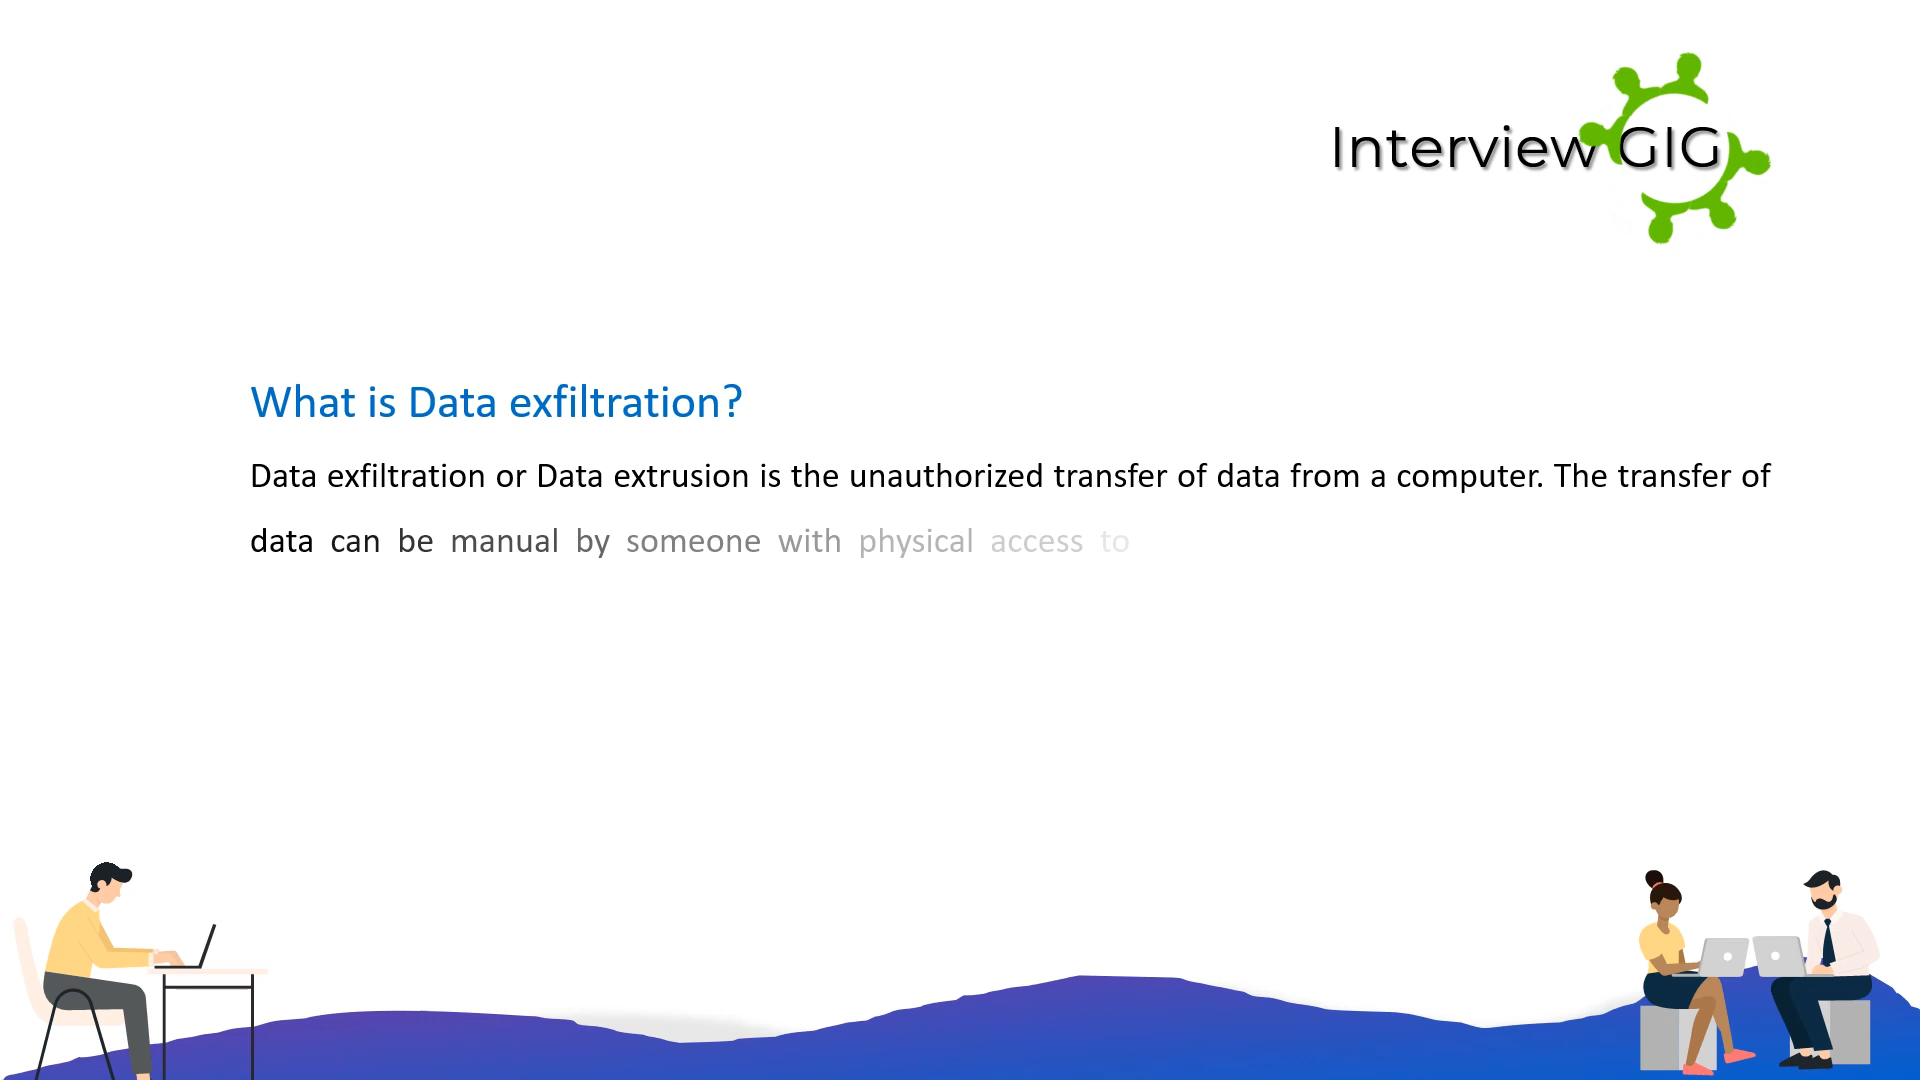 Interview GIG
What is Data exfiltration?
Data exfiltration or Data extrusion is the unauthorized transfer of data from a computer. The transfer of
data can be manual by someone with physical access to